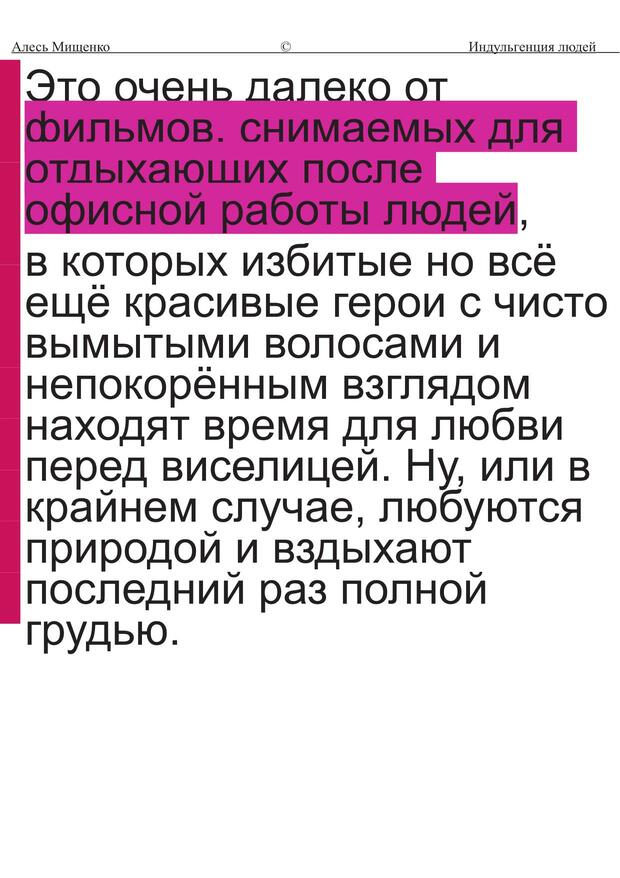 Алесь Мищенко © Индульгенция людей
Это очень далеко от
фильмов, снимаемых для
отдыхающих после
офисной работы людей,
в которых избитые но всё
ещё красивые герои с чисто
вымытыми волосами и
непокорённым взглядом
находят время для любви
перед виселицей. Ну, или в
крайнем случае, любуются
природой и вздыхают
последний раз полной
грудью.